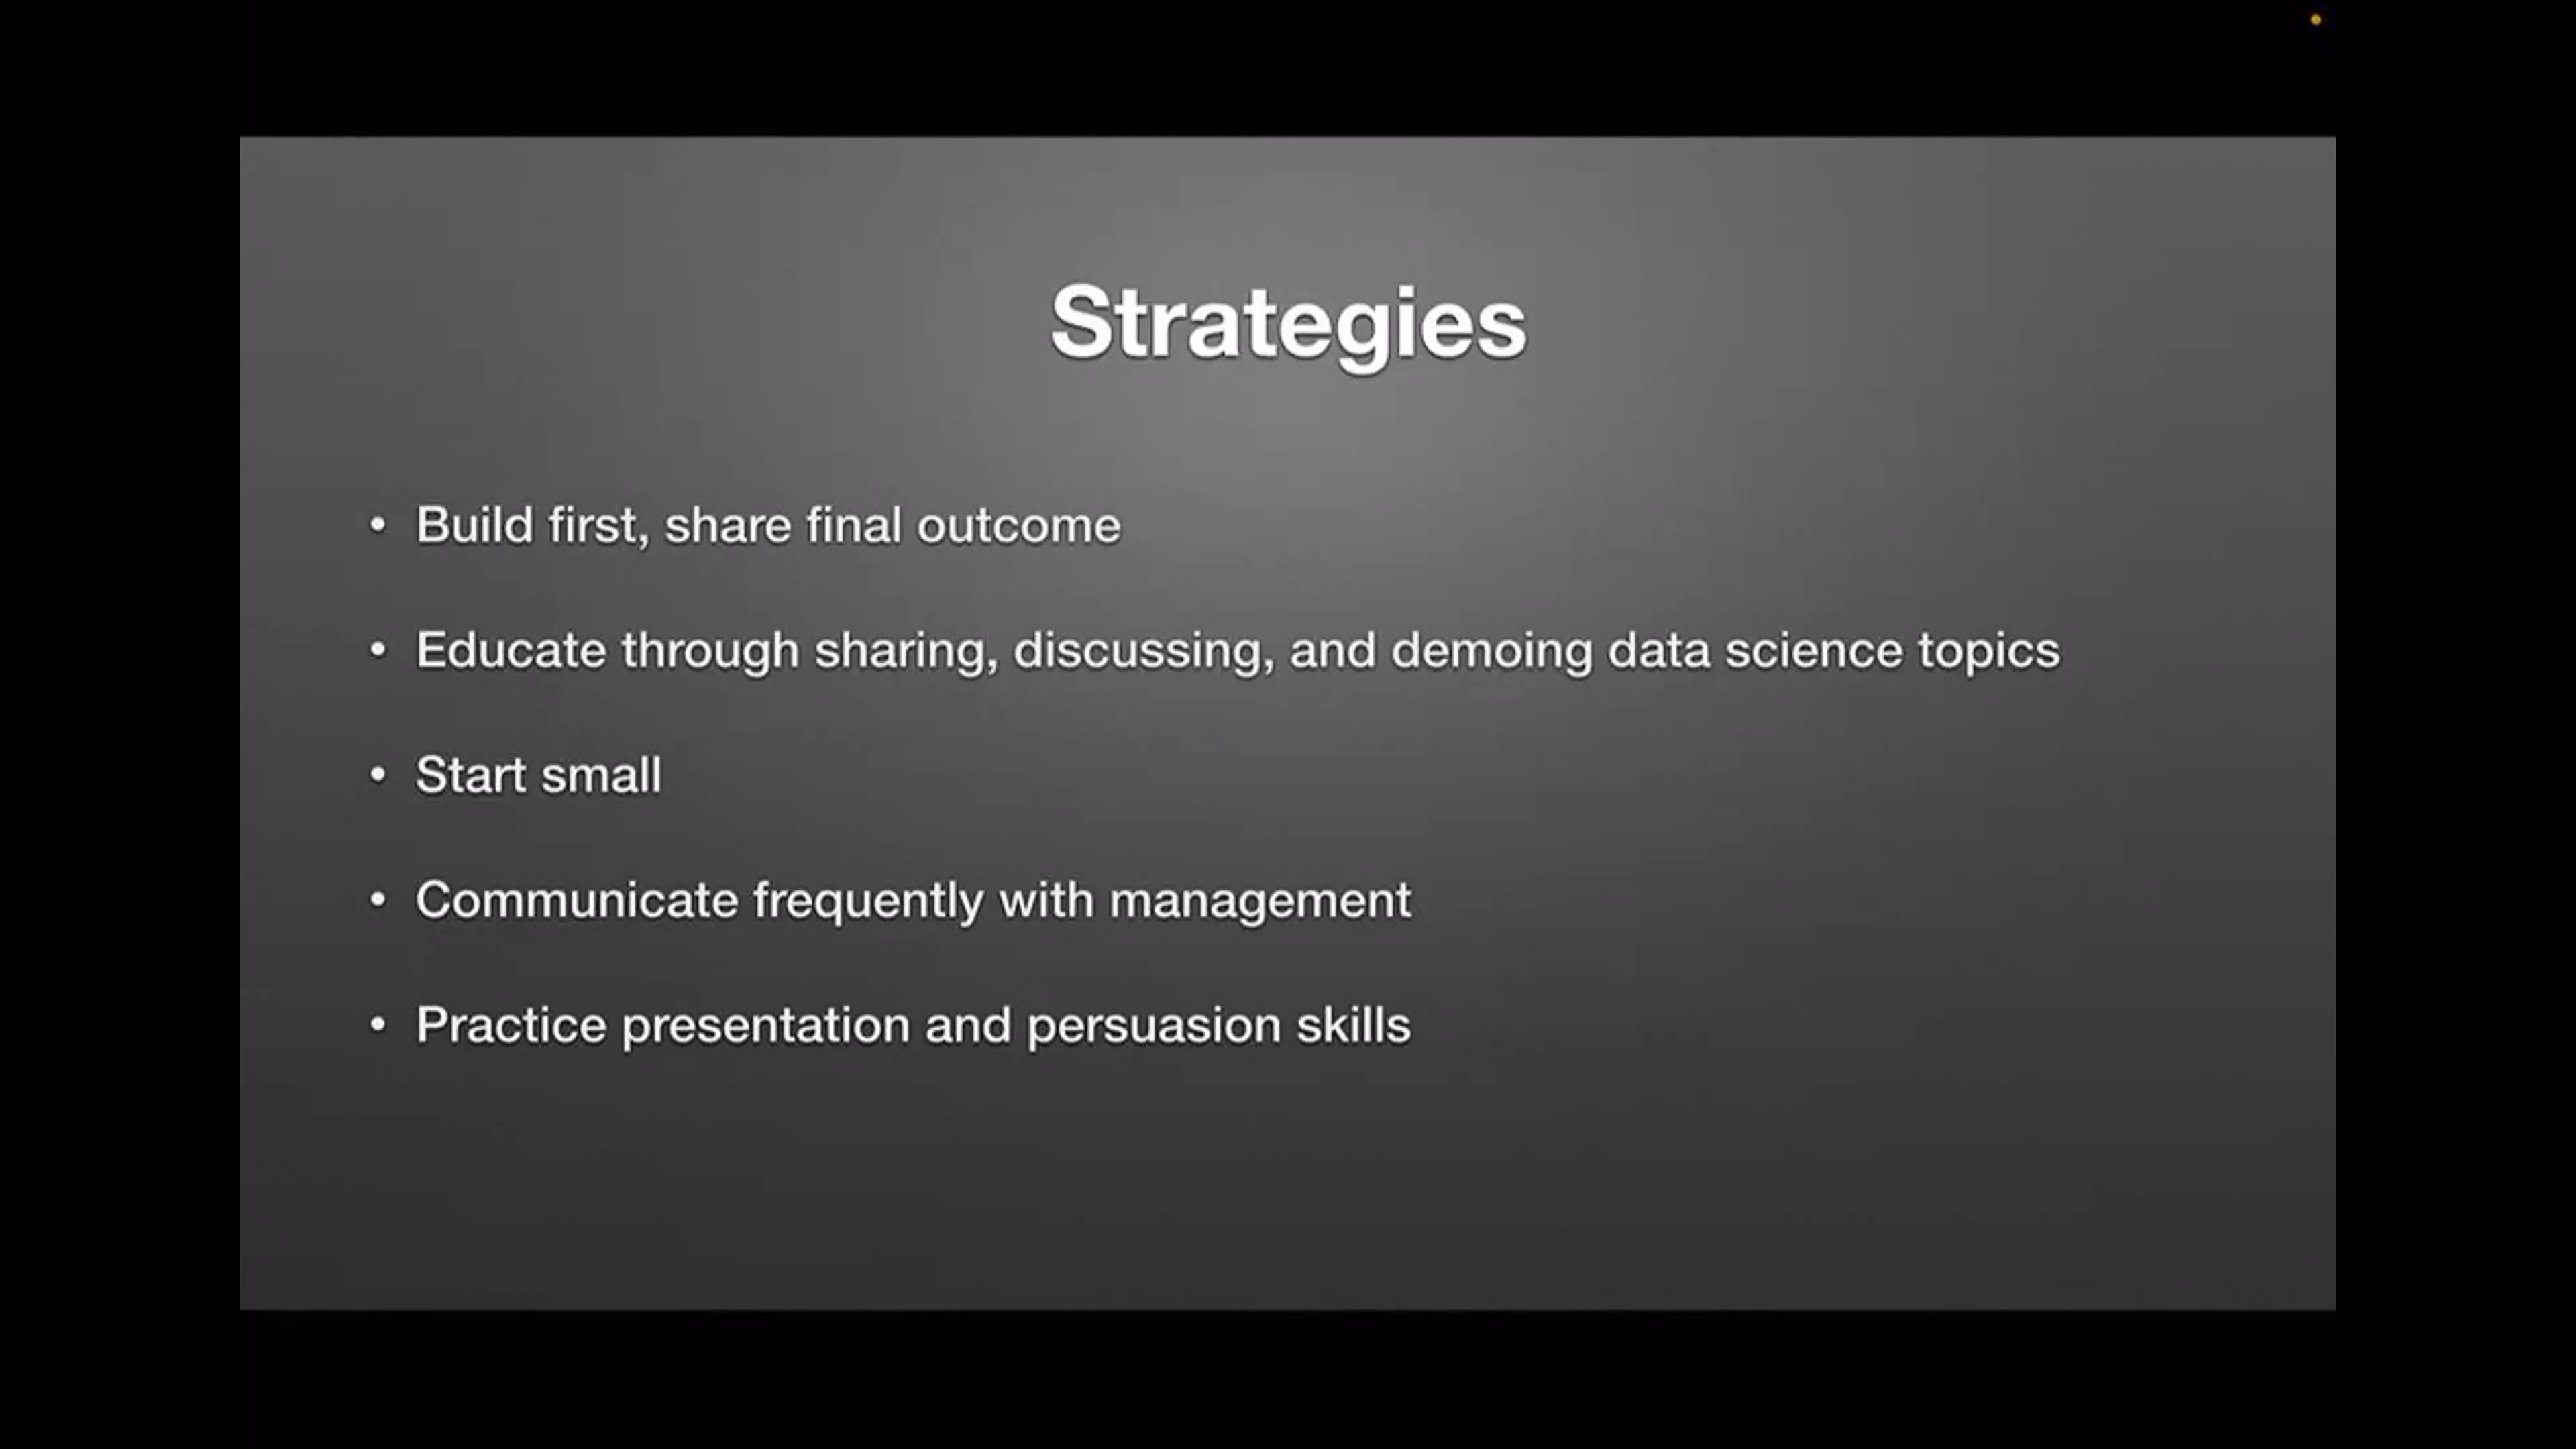 Strategies
• Build first, share final outcome
• Educate through sharing, discussing, and demoing data science topics
• Start small
• Communicate frequently with management
• Practice presentation and persuasion skills